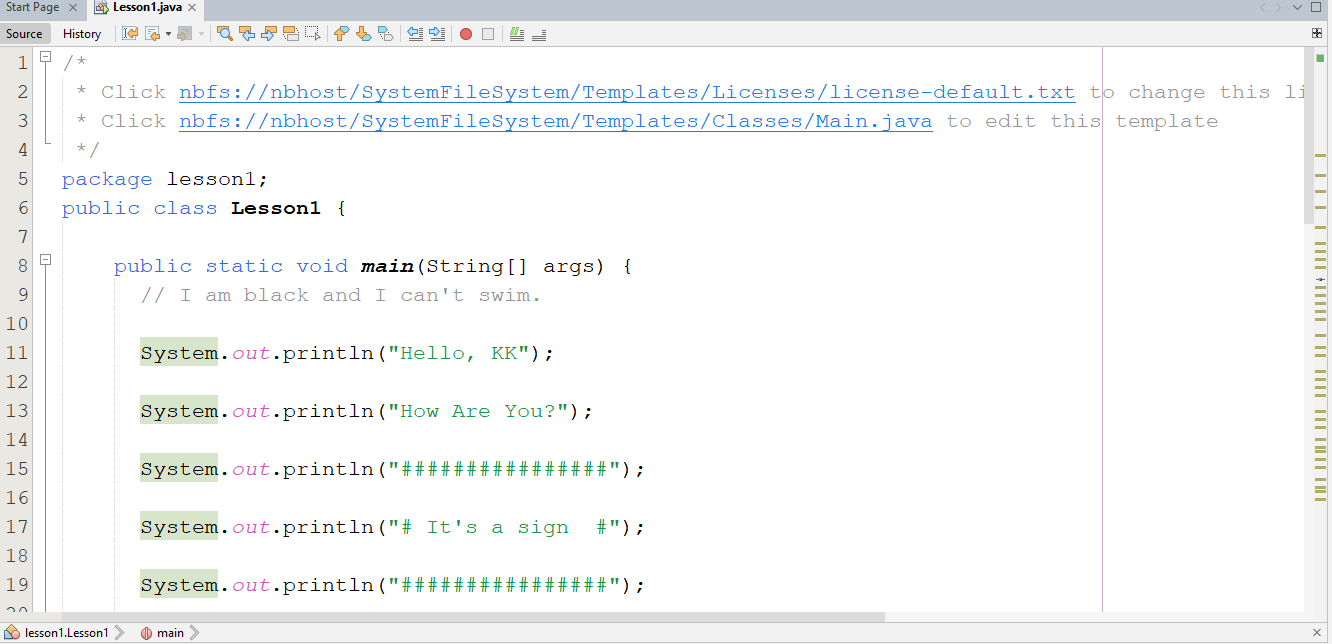 Start Page Lesson1.java
Source History
1 /*
2 * Click nbfs://nbhost/SystemFileSystem/Templates/Licenses/license-default.txt to change this li
3 * Click nbfs://nbhost/SystemFileSystem/Templates/Classes/Main.java to edit this template
4 */
5 package lesson1;
6 public class Lesson1 {
7
8 public static void main(String[] args) {
9 // I am black and I can't swim.
10
11 System.out.println("Hello, KK");
12
13 System.out.println("How Are You?");
14
15 System.out.println("################");
16
17 System.out.println("# It's a sign  #");
18
19 System.out.println("################");
20
lesson1.Lesson1 main